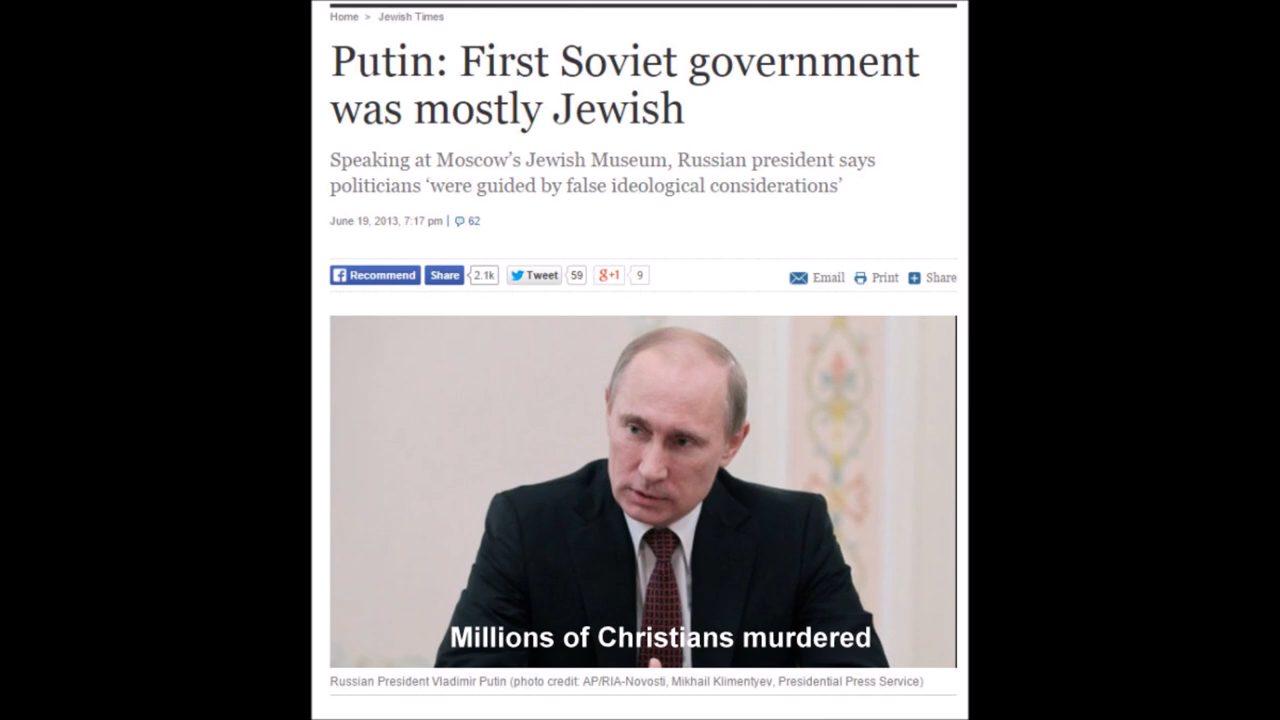 Home > Jewish Times
Putin: First Soviet government
was mostly Jewish
Speaking at Moscow’s Jewish Museum, Russian president says
politicians ‘were guided by false ideological considerations’
June 19, 2013, 7:17 pm | 62
Recommend Share 2.1k Tweet 59 g+1 9 Email Print Share
Millions of Christians murdered
Russian President Vladimir Putin (photo credit: AP/RIA-Novosti, Mikhail Klimentyev, Presidential Press Service)